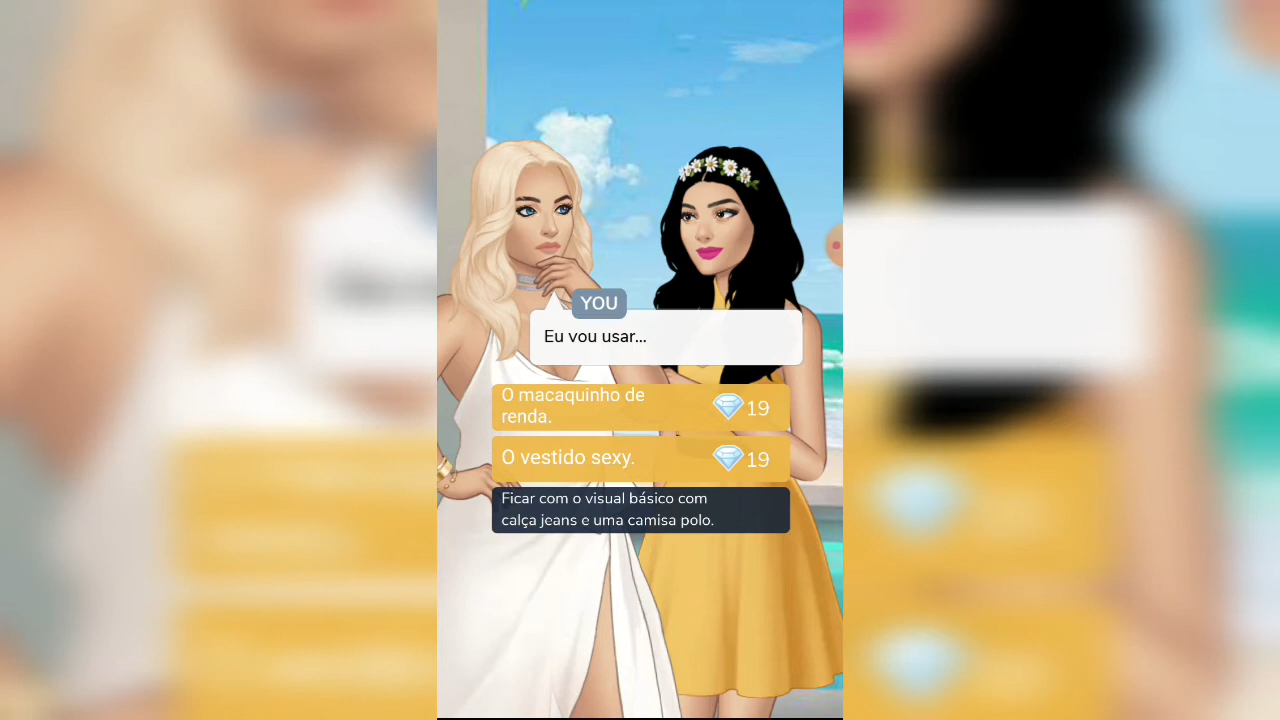 YOU
Eu vou usar...
O macaquinho de
renda.
19
O vestido sexy.
19
Ficar com o visual básico com
calça jeans e uma camisa polo.